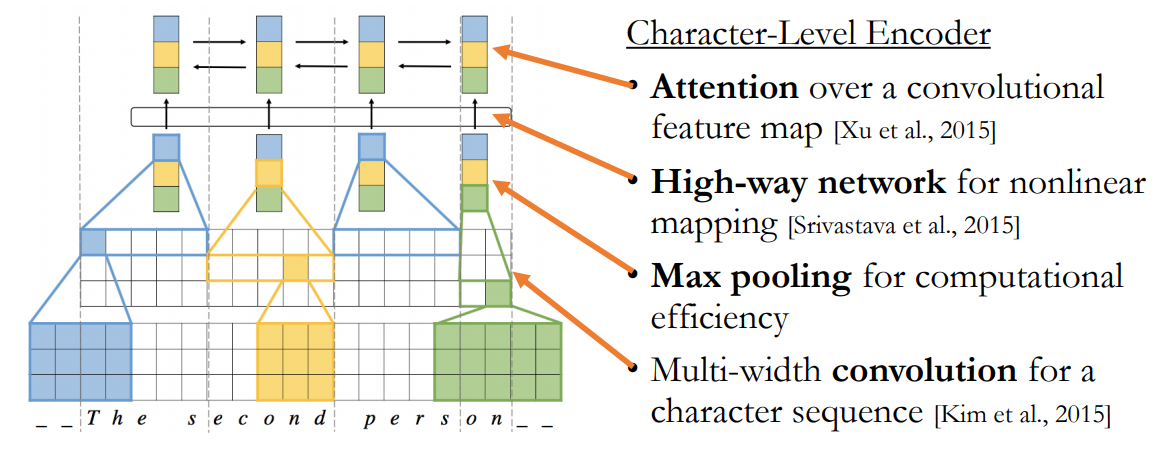 Character-Level Encoder
• Attention over a convolutional
feature map [Xu et al., 2015]
• High-way network for nonlinear
mapping [Srivastava et al., 2015]
• Max pooling for computational
efficiency
• Multi-width convolution for a
character sequence [Kim et al., 2015]
_ _ T h e s e c o n d p e r s o n _ _